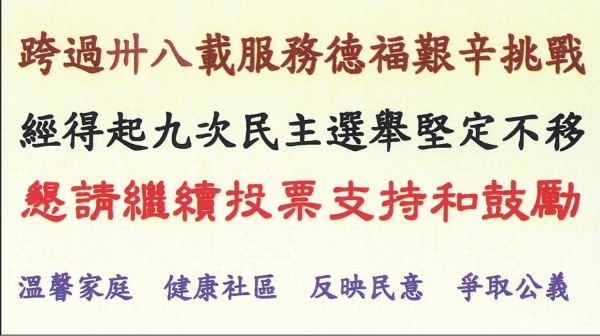 跨過卅八載服務德福艱辛挑戰
經得起九次民主選舉堅定不移
懇請繼續投票支持和鼓勵
溫馨家庭 健康社區 反映民意 爭取公義